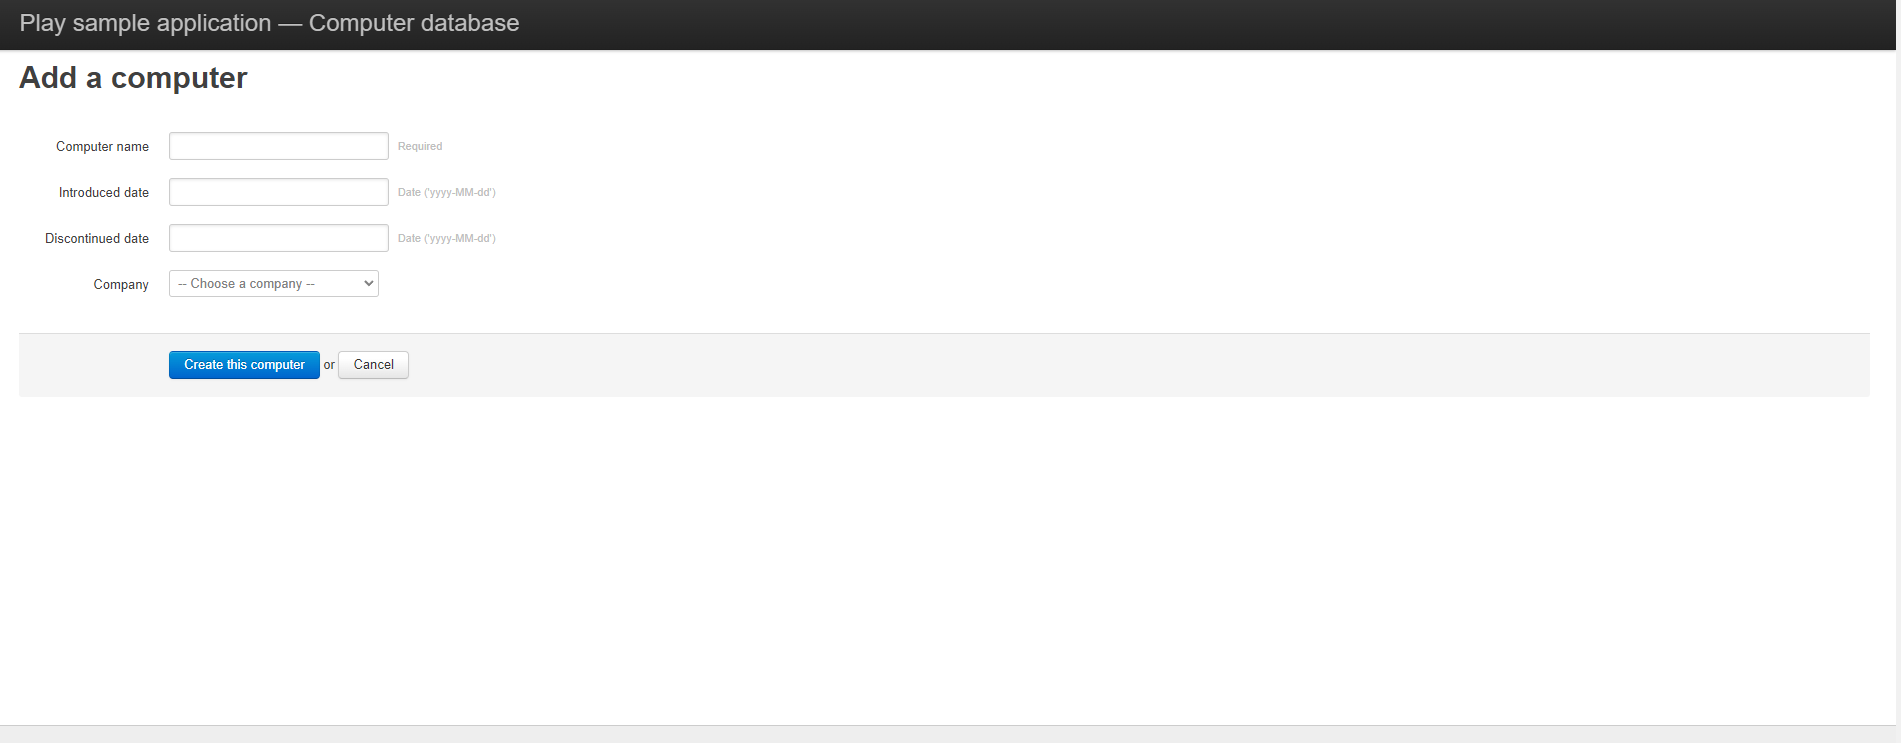 Play sample application — Computer database
Add a computer
Computer name Required
Introduced date Date ('yyyy-MM-dd')
Discontinued date Date ('yyyy-MM-dd')
Company -- Choose a company --
Create this computer or Cancel